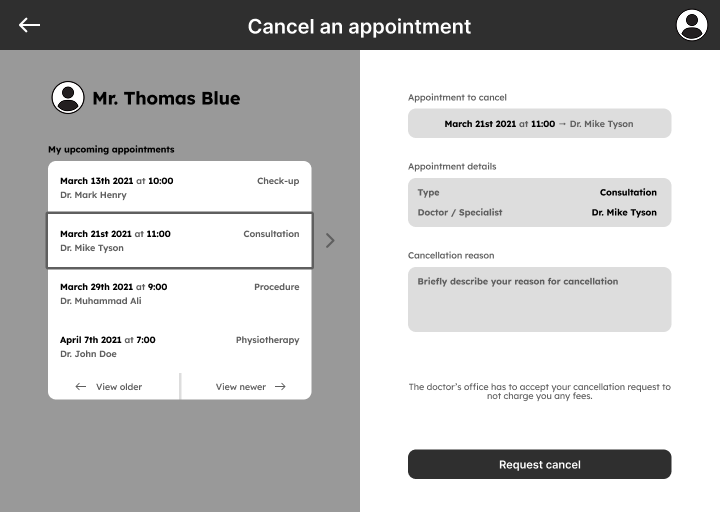 Cancel an appointment
Mr. Thomas Blue
My upcoming appointments
March 13th 2021 at 10:00 Check-up
Dr. Mark Henry
March 21st 2021 at 11:00 Consultation
Dr. Mike Tyson
March 29th 2021 at 9:00 Procedure
Dr. Muhammad Ali
April 7th 2021 at 7:00 Physiotherapy
Dr. John Doe
← View older View newer →
Appointment to cancel
March 21st 2021 at 11:00 → Dr. Mike Tyson
Appointment details
Type Consultation
Doctor / Specialist Dr. Mike Tyson
Cancellation reason
Briefly describe your reason for cancellation
The doctor's office has to accept your cancellation request to
not charge you any fees.
Request cancel